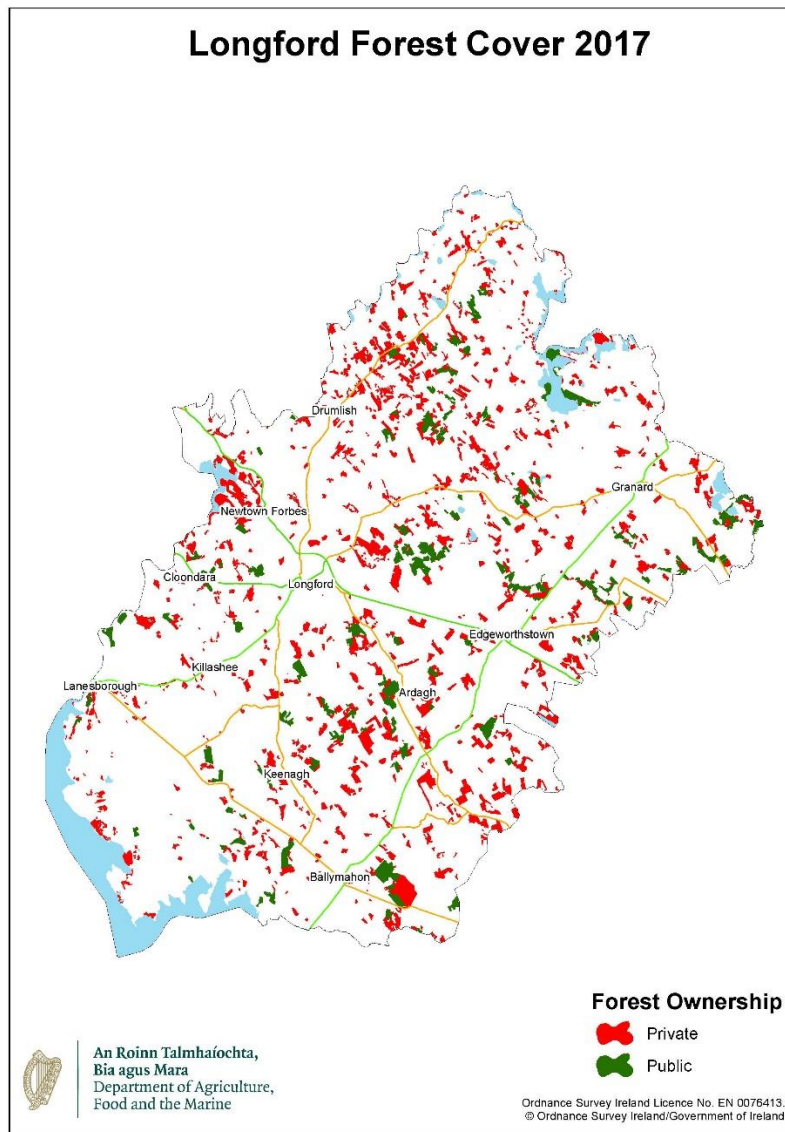 Longford Forest Cover 2017
Drumlish
Granard
Newtown Forbes
Cloondara
Longford
Edgeworthstown
Killashee
Lanesborough
Ardagh
Keenagh
Ballymahon
Forest Ownership
Private
Public
An Roinn Talmhaíochta,
Bia agus Mara
Department of Agriculture,
Food and the Marine
Ordnance Survey Ireland Licence No. EN 0076413.
© Ordnance Survey Ireland/Government of Ireland